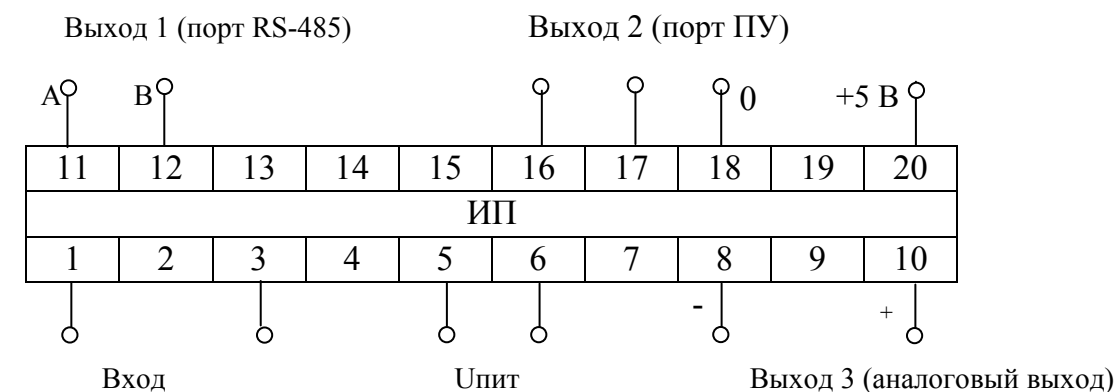 Выход 1 (порт RS-485) Выход 2 (порт ПУ)
А В 0 +5 В
11 12 13 14 15 16 17 18 19 20
ИП
1 2 3 4 5 6 7 8 9 10
- +
Вход Uпит Выход 3 (аналоговый выход)